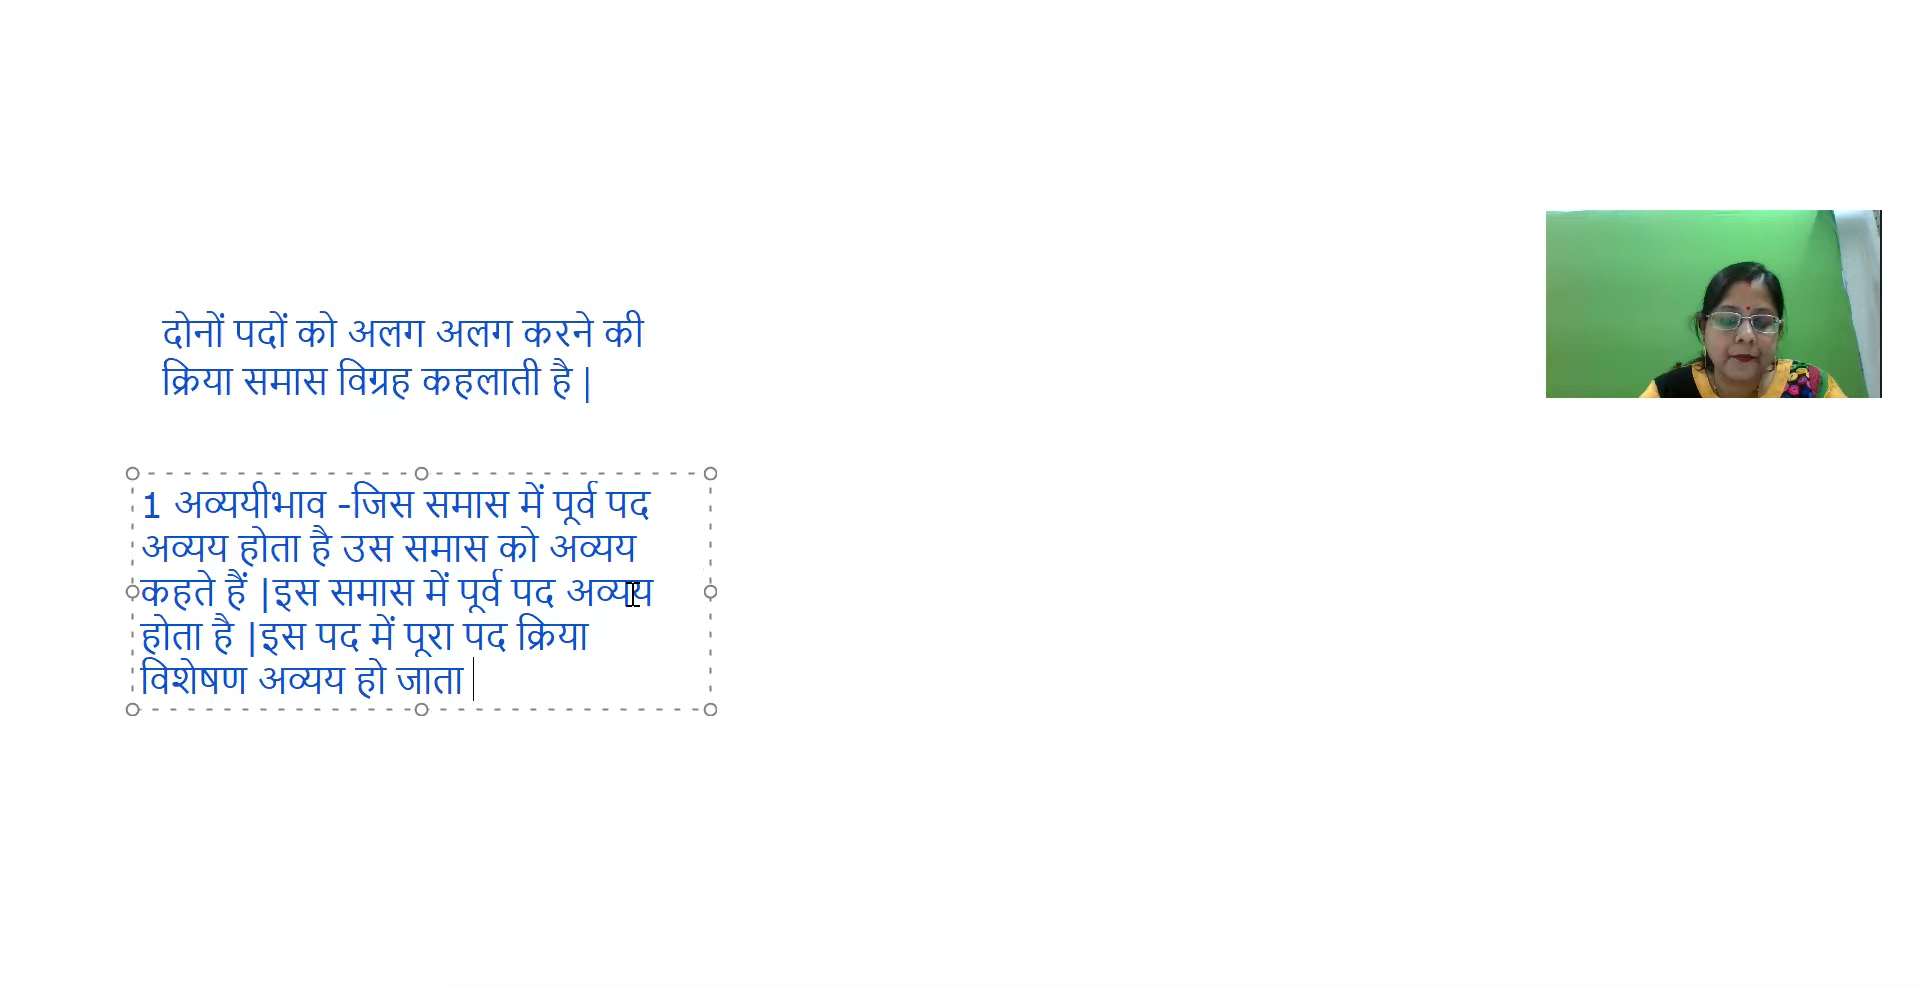 दोनों पदों को अलग अलग करने की
क्रिया समास विग्रह कहलाती है |
1 अव्ययीभाव -जिस समास में पूर्व पद
अव्यय होता है उस समास को अव्यय
कहते हैं |इस समास में पूर्व पद अव्यय
होता है |इस पद में पूरा पद क्रिया
विशेषण अव्यय हो जाता